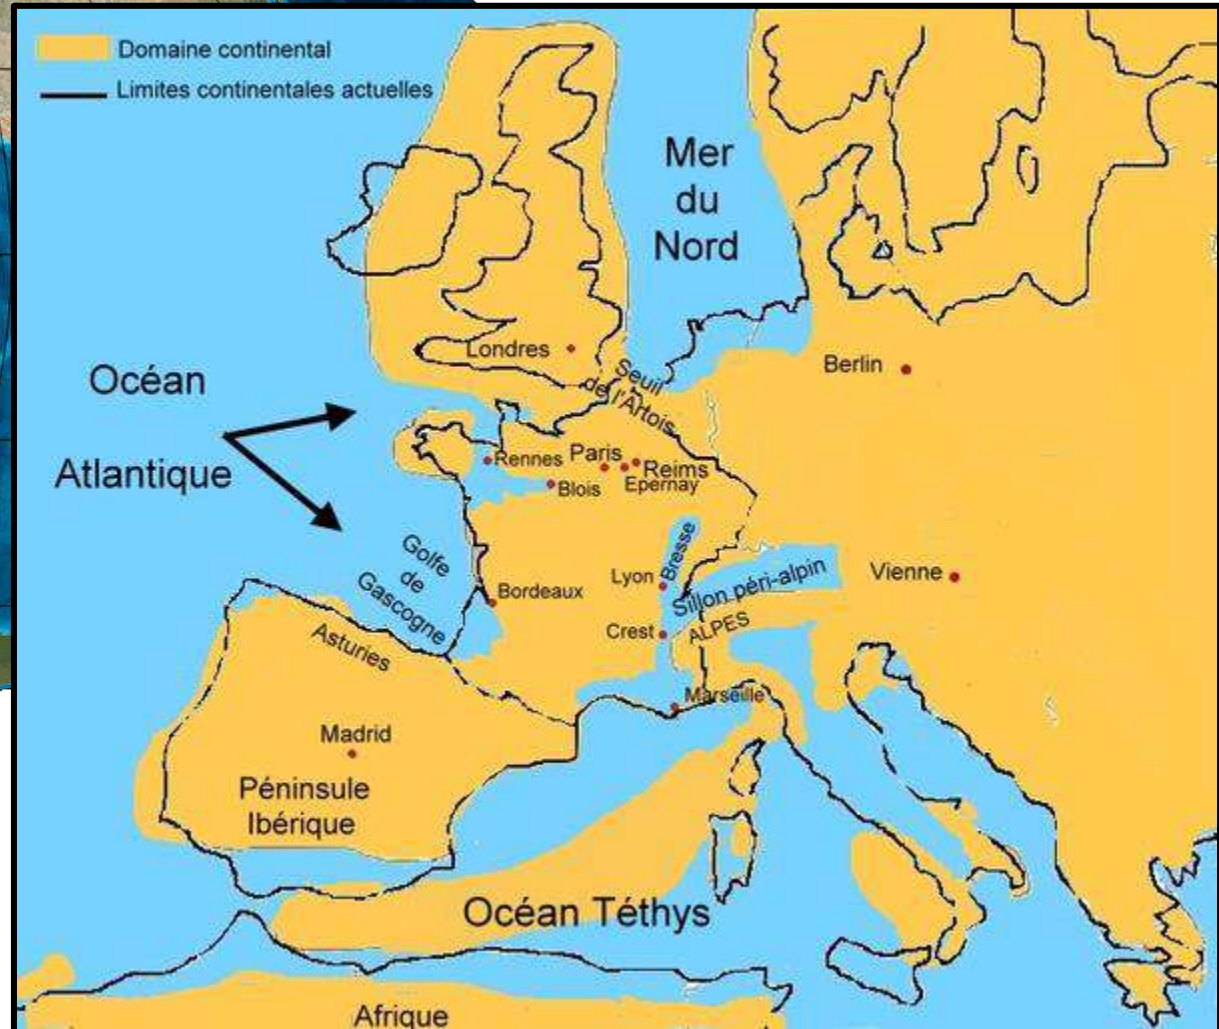 Domaine continental
Limites continentales actuelles
Mer
du
Nord
Océan
Atlantique
Londres
Seuil
de l'Artois
Berlin
Rennes
Paris
Reims
Blois
Epernay
Golfe
de
Gascogne
Bresse
Lyon
Sillon péri-alpin
Vienne
Bordeaux
Crest
ALPES
Asturies
Marseille
Madrid
Péninsule
Ibérique
Océan Téthys
Afrique